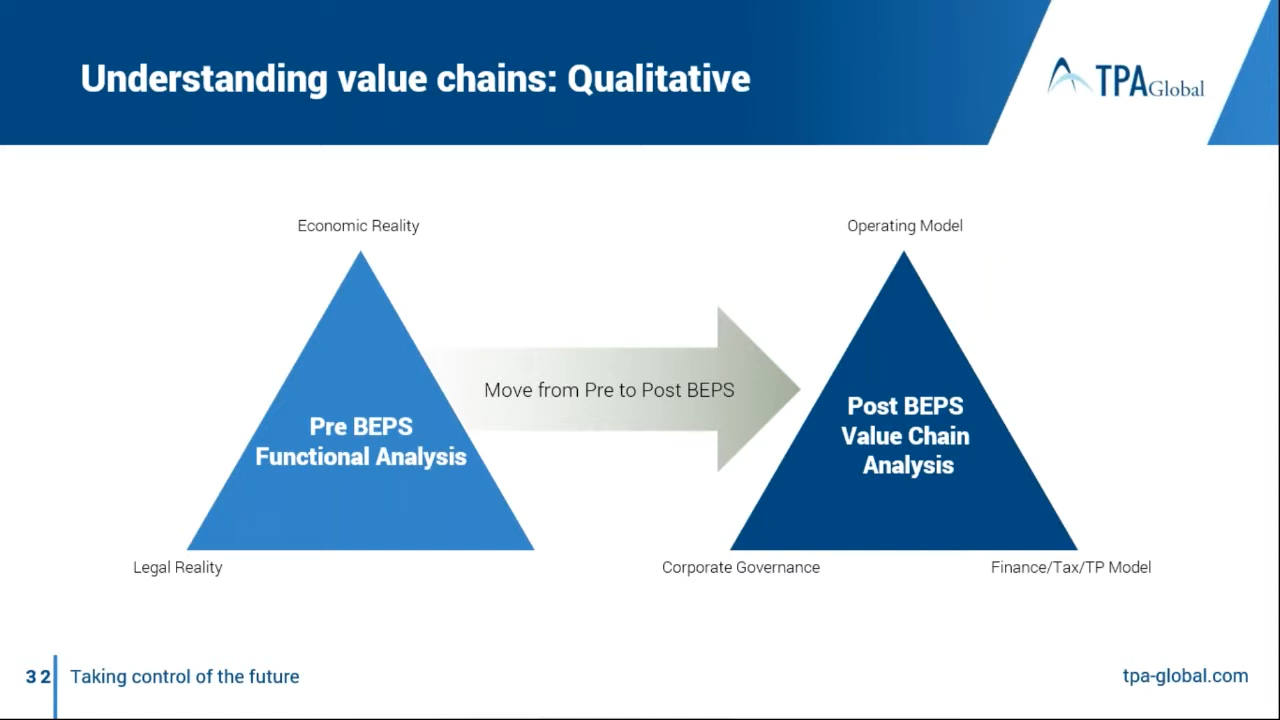 Understanding value chains: Qualitative
TPA Global
Economic Reality
Operating Model
Move from Pre to Post BEPS
Pre BEPS
Functional Analysis
Post BEPS
Value Chain
Analysis
Legal Reality
Corporate Governance
Finance/Tax/TP Model
32
Taking control of the future
tpa-global.com